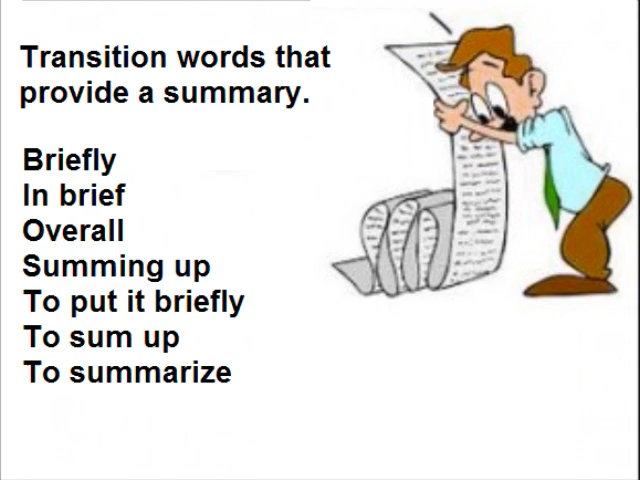 Transition words that
provide a summary.
Briefly
In brief
Overall
Summing up
To put it briefly
To sum up
To summarize